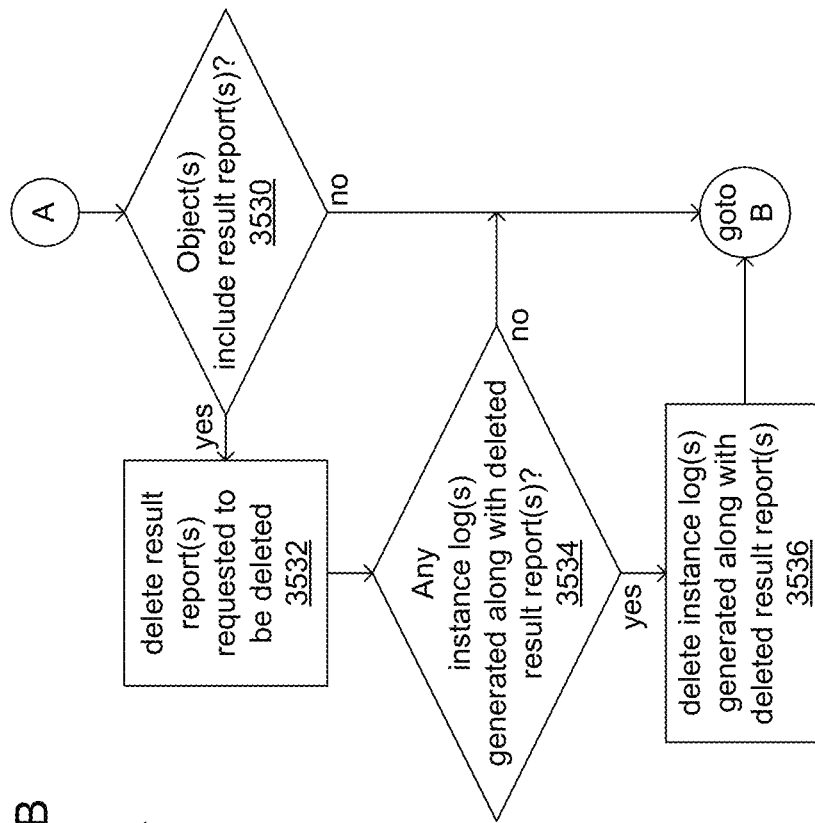 A
Object(s)
include result report(s)?
3530
no
yes
delete result
report(s)
requested to
be deleted
3532
Any
instance log(s)
generated along with deleted
result report(s)?
3534
no
yes
delete instance log(s)
generated along with
deleted result report(s)
3536
goto
B
B